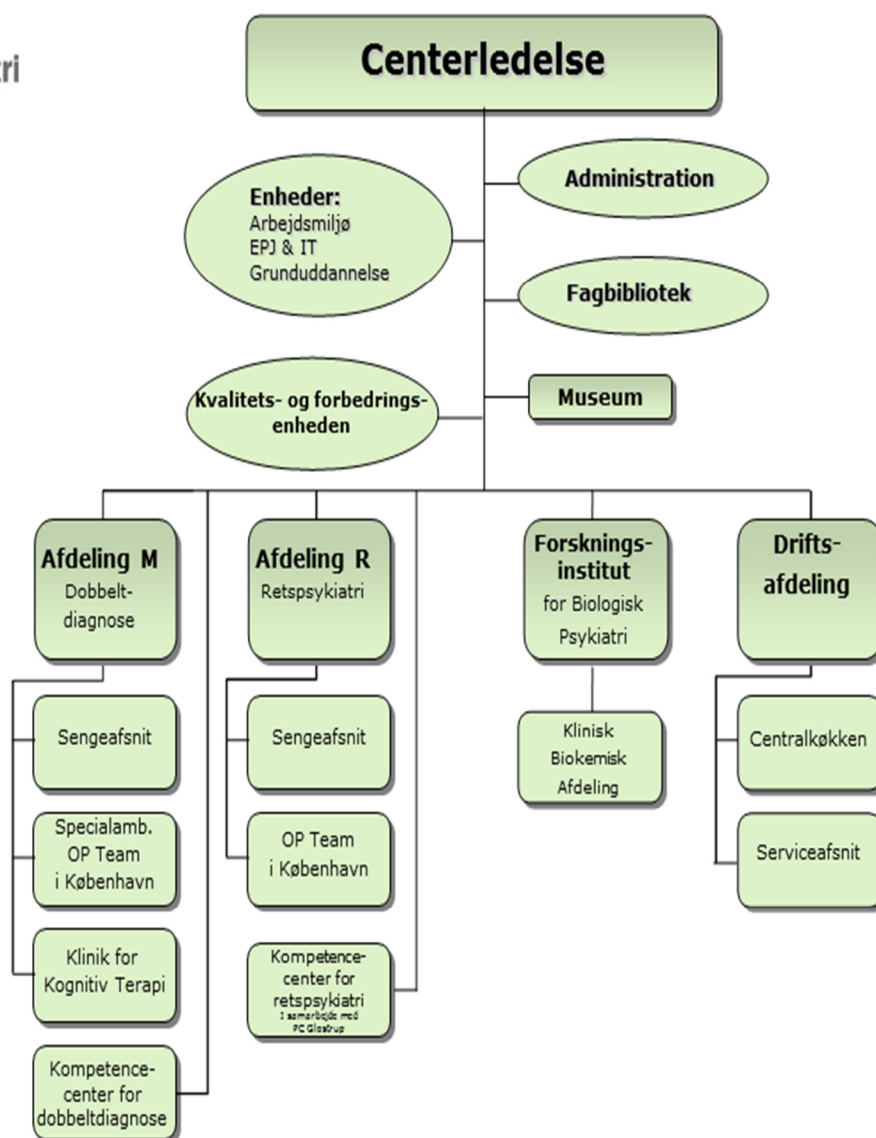 Centerledelse
Enheder:
Arbejdsmiljø
EPJ & IT
Grunduddannelse
Administration
Fagbibliotek
Kvalitets- og forbedrings-
enheden
Museum
Afdeling M
Dobbelt-
diagnose
Sengeafsnit
Specialamb.
OP Team
i København
Klinik for
Kognitiv Terapi
Kompetence-
center for
dobbeltdiagnose
Afdeling R
Retspsykiatri
Sengeafsnit
OP Team
i København
Kompetence-
center for
retspsykiatri
I samarbejde med
PC Glostrup
Forsknings-
institut
for Biologisk
Psykiatri
Klinisk
Biokemisk
Afdeling
Drifts-
afdeling
Centralkøkken
Serviceafsnit